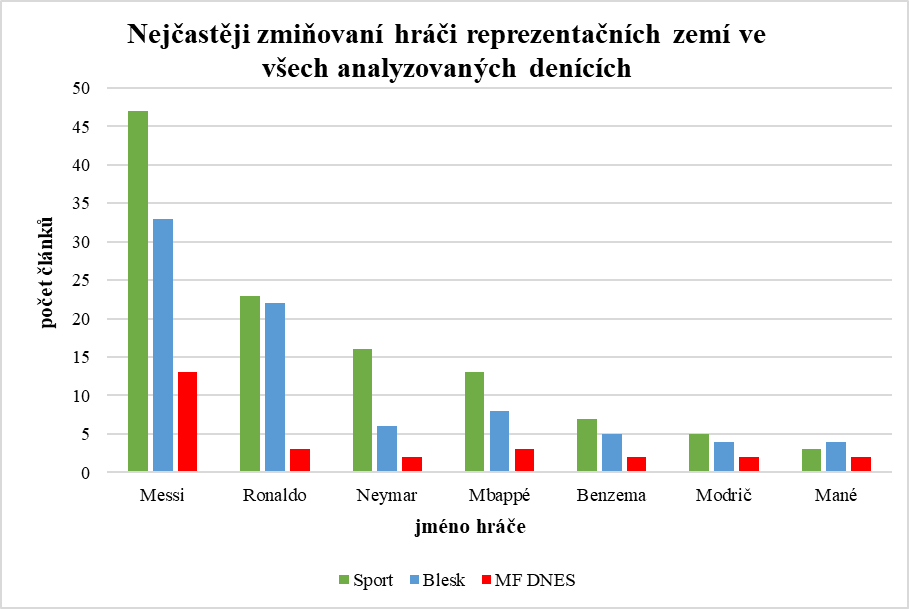 Nejčastěji zmiňovaní hráči reprezentačních zemí ve
všech analyzovaných denících
50
45
40
35
30
25
20
15
10
5
0
počet článků
Messi Ronaldo Neymar Mbappé Benzema Modrič Mané
jméno hráče
Sport Blesk MF DNES